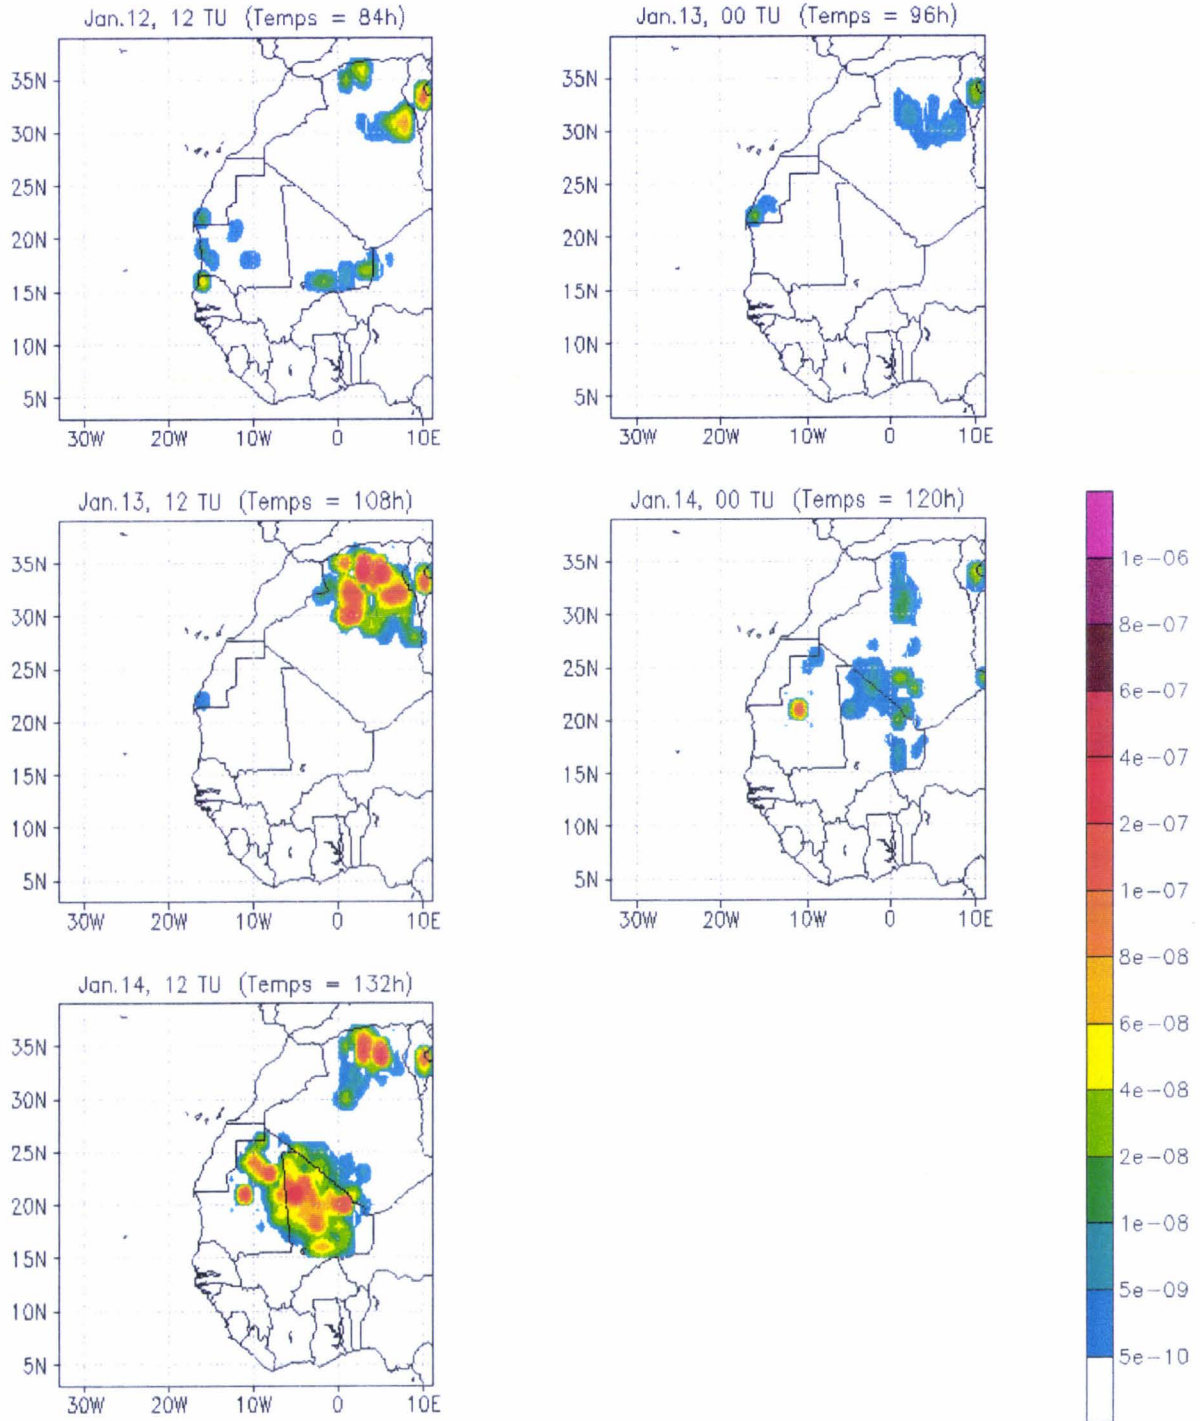 Jan.12, 12 TU (Temps = 84h)
35N
30N
25N
20N
15N
10N
5N
30W 20W 10W 0 10E
Jan.13, 00 TU (Temps = 96h)
35N
30N
25N
20N
15N
10N
5N
30W 20W 10W 0 10E
Jan.13, 12 TU (Temps = 108h)
35N
30N
25N
20N
15N
10N
5N
30W 20W 10W 0 10E
Jan.14, 00 TU (Temps = 120h)
35N
30N
25N
20N
15N
10N
5N
30W 20W 10W 0 10E
Jan.14, 12 TU (Temps = 132h)
35N
30N
25N
20N
15N
10N
5N
30W 20W 10W 0 10E
1e-06
8e-07
6e-07
4e-07
2e-07
1e-07
8e-08
6e-08
4e-08
2e-08
1e-08
5e-09
5e-10